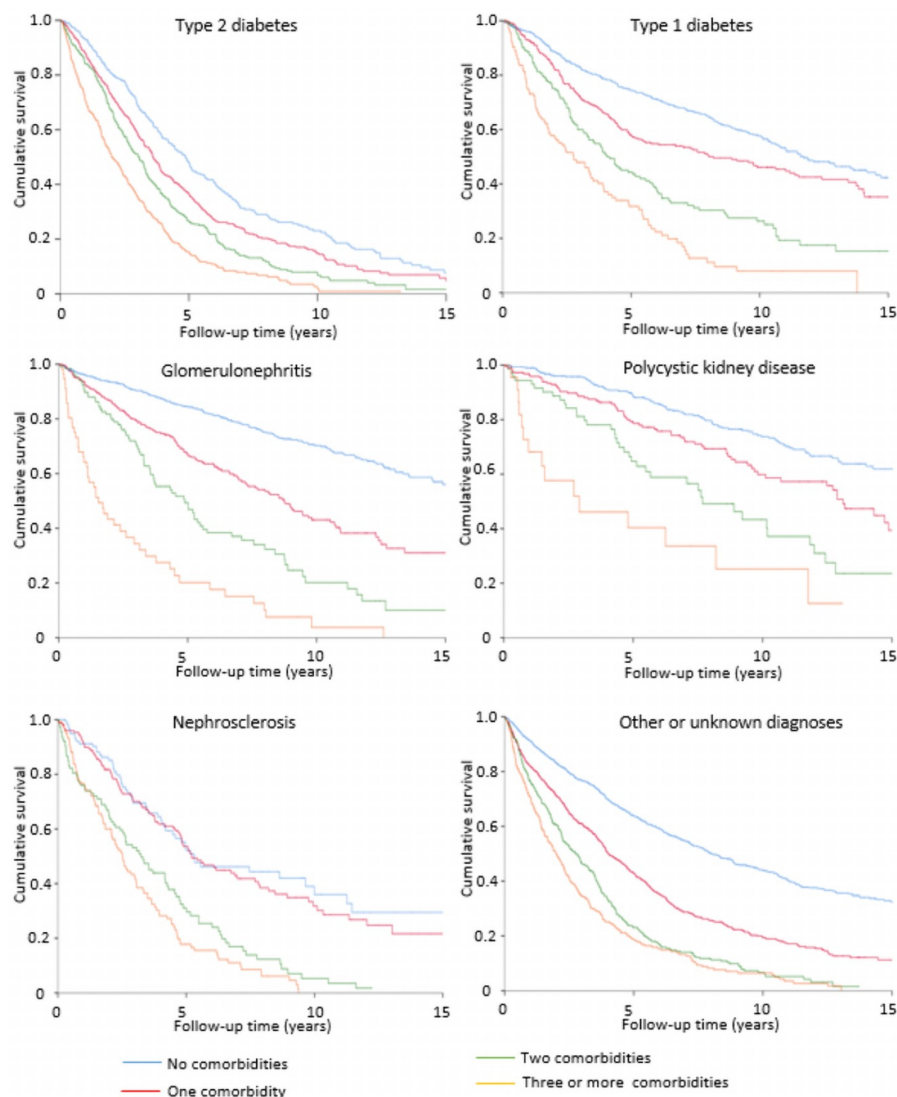 Type 2 diabetes
Cumulative survival
1.0
0.8
0.6
0.4
0.2
0
0 5 10 15
Follow-up time (years)
Type 1 diabetes
Cumulative survival
1.0
0.8
0.6
0.4
0.2
0
0 5 10 15
Follow-up time (years)
Glomerulonephritis
Cumulative survival
1.0
0.8
0.6
0.4
0.2
0
0 5 10 15
Follow-up time (years)
Polycystic kidney disease
Cumulative survival
1.0
0.8
0.6
0.4
0.2
0
0 5 10 15
Follow-up time (years)
Nephrosclerosis
Cumulative survival
1.0
0.8
0.6
0.4
0.2
0
0 5 10 15
Follow-up time (years)
Other or unknown diagnoses
Cumulative survival
1.0
0.8
0.6
0.4
0.2
0
0 5 10 15
Follow-up time (years)
No comorbidities
One comorbidity
Two comorbidities
Three or more comorbidities